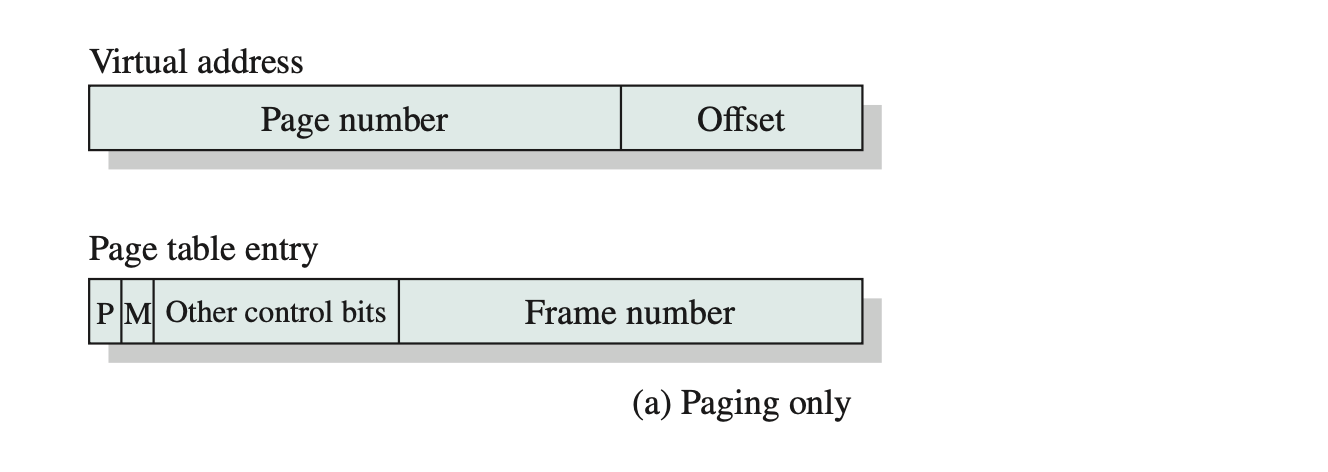 Virtual address
Page number Offset
Page table entry
P M Other control bits Frame number
(a) Paging only